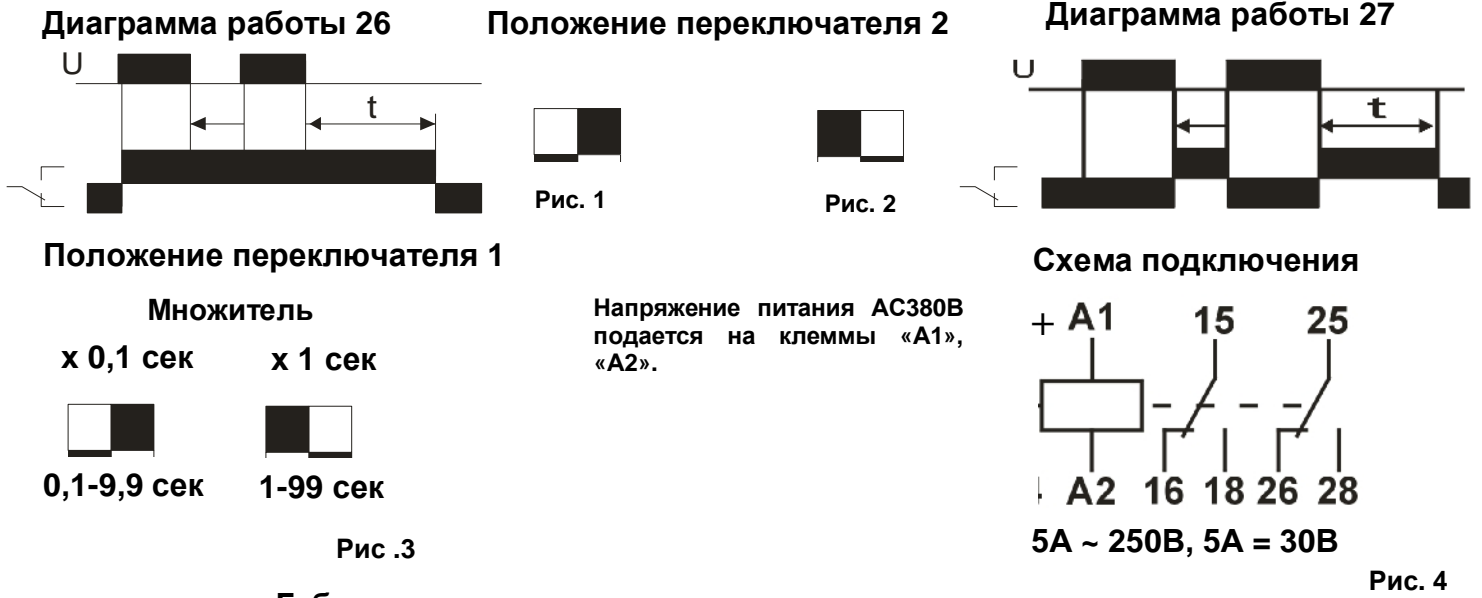 Диаграмма работы 26
Положение переключателя 2
Диаграмма работы 27
U
t
U
t
Рис. 1
Рис. 2
Положение переключателя 1
Множитель
х 0,1 сек
х 1 сек
0,1-9,9 сек
1-99 сек
Рис .3
Напряжение питания АС380В
подается на клеммы «А1»,
«А2».
Схема подключения
+ A1 15 25
A2 16 18 26 28
5А ~ 250В, 5А = 30В
Рис. 4